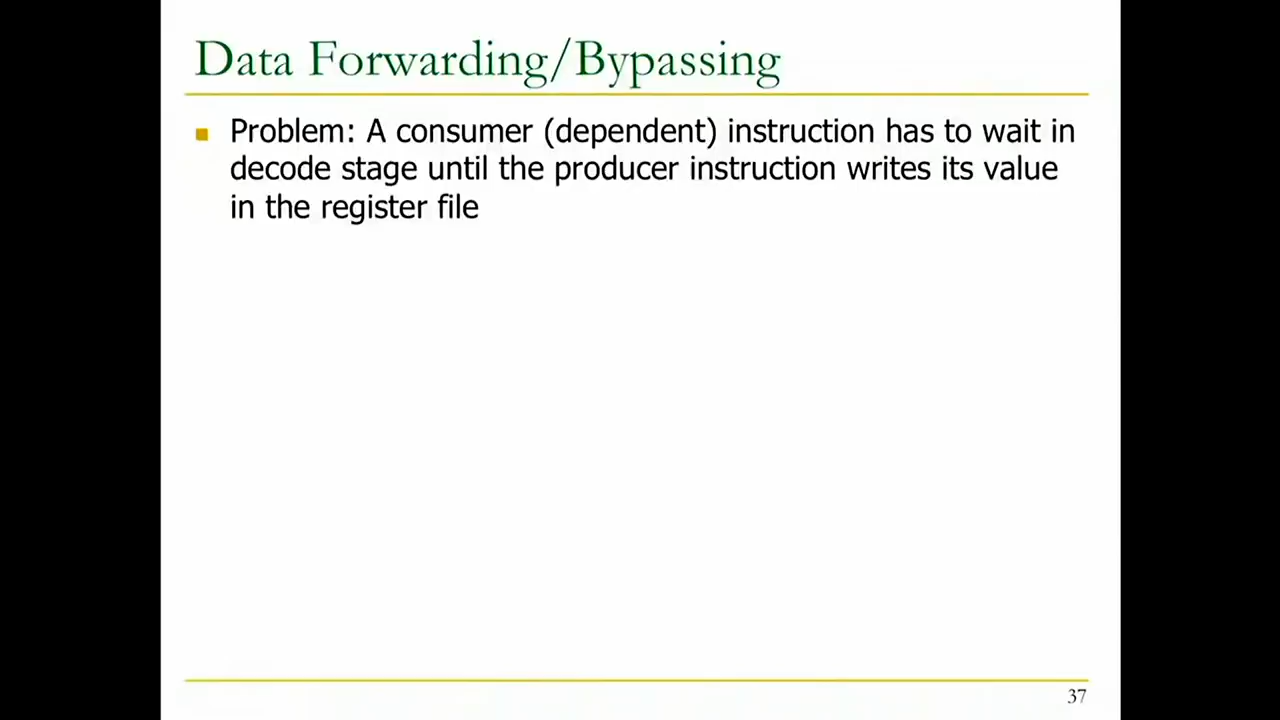 Data Forwarding/Bypassing
Problem: A consumer (dependent) instruction has to wait in
decode stage until the producer instruction writes its value
in the register file
37